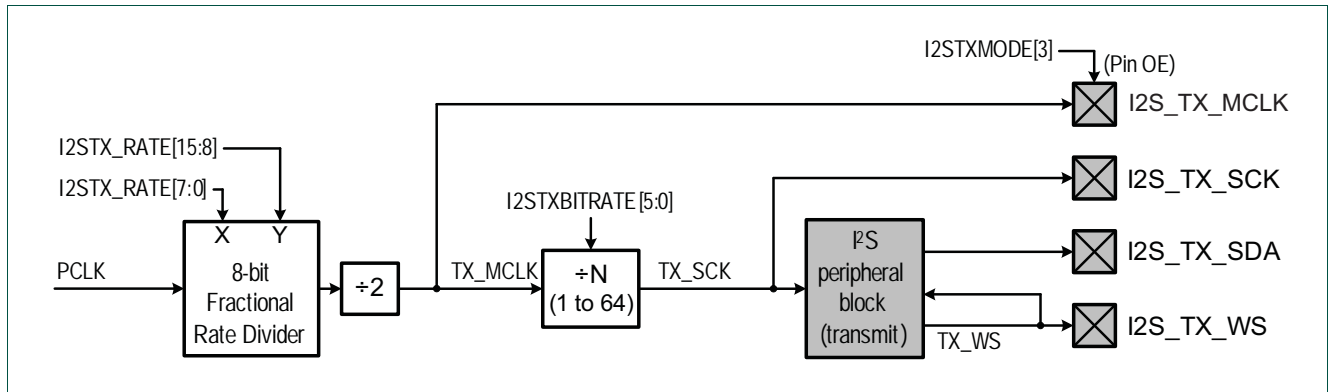 I2STXMODE[3]
(Pin OE)
I2S_TX_MCLK
I2STX_RATE[15:8]
I2STX_RATE[7:0]
I2S_TX_SCK
I2STXBITRATE[5:0]
X Y
8-bit
Fractional
Rate Divider
PCLK
÷2
TX_MCLK
÷N
(1 to 64)
TX_SCK
I²S
peripheral
block
(transmit)
I2S_TX_SDA
TX_WS
I2S_TX_WS